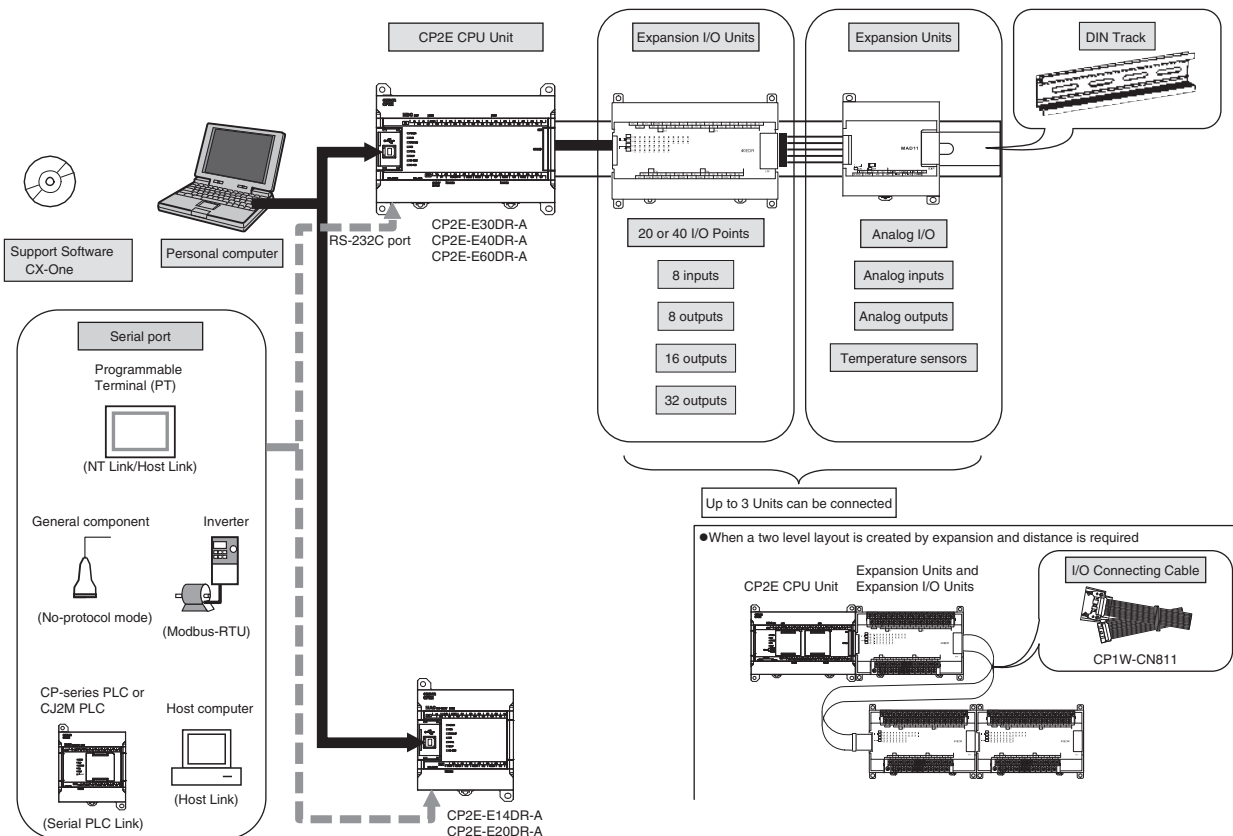 CP2E CPU Unit
Expansion I/O Units
Expansion Units
DIN Track
MAD11
RS-232C port
CP2E-E30DR-A
CP2E-E40DR-A
CP2E-E60DR-A
Support Software
CX-One
Personal computer
20 or 40 I/O Points
8 inputs
8 outputs
16 outputs
32 outputs
Analog I/O
Analog inputs
Analog outputs
Temperature sensors
Serial port
Programmable
Terminal (PT)
(NT Link/Host Link)
General component
Inverter
(No-protocol mode)
(Modbus-RTU)
CP-series PLC or
CJ2M PLC
Host computer
(Serial PLC Link)
(Host Link)
CP2E-E14DR-A
CP2E-E20DR-A
Up to 3 Units can be connected
●When a two level layout is created by expansion and distance is required
CP2E CPU Unit
Expansion Units and
Expansion I/O Units
I/O Connecting Cable
CP1W-CN811